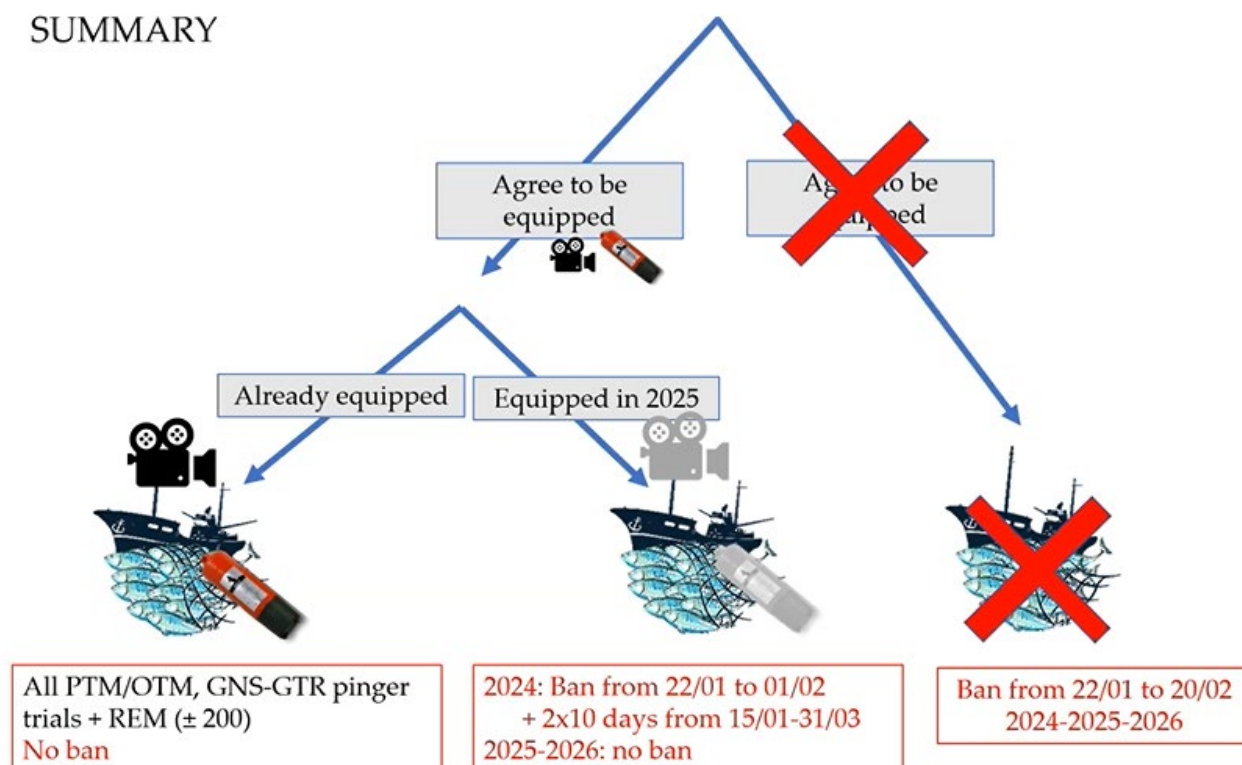 SUMMARY
Agree to be
equipped
to be
Already equipped
Equipped in 2025
All PTM/OTM, GNS-GTR pinger
trials + REM (± 200)
No ban
2024: Ban from 22/01 to 01/02
+ 2x10 days from 15/01-31/03
2025-2026: no ban
Ban from 22/01 to 20/02
2024-2025-2026